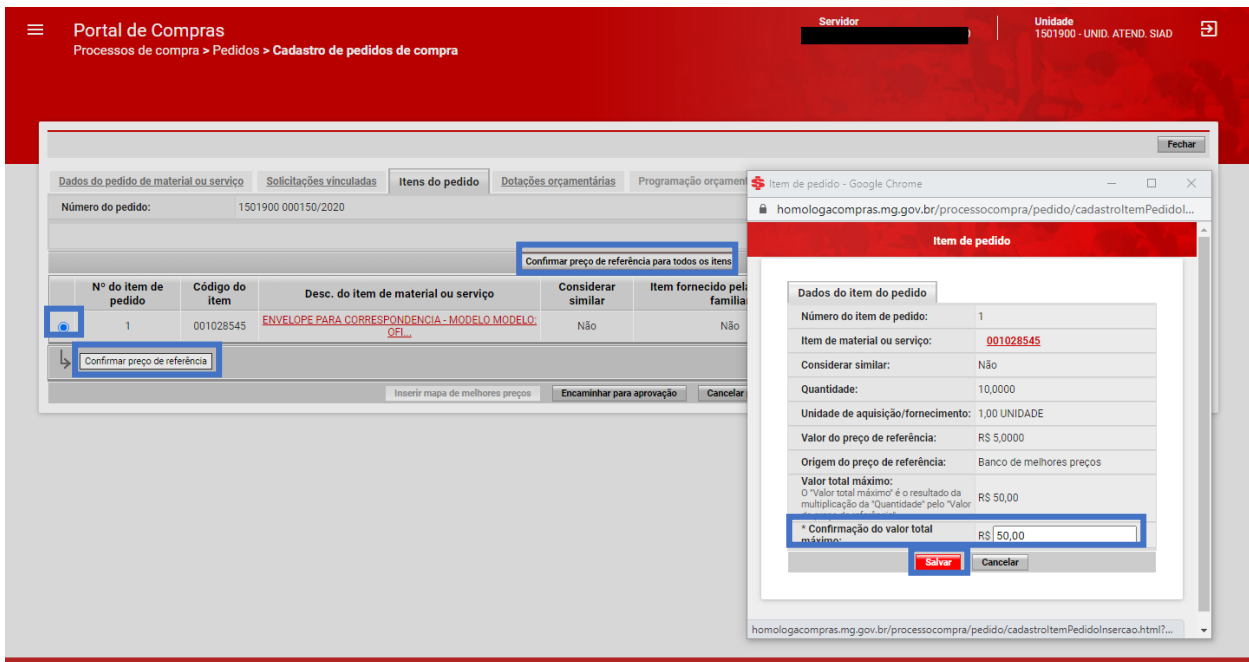 Portal de Compras
Processos de compra > Pedidos > Cadastro de pedidos de compra
Servidor
Unidade
1501900 - UNID. ATEND. SIAD
Fechar
Dados do pedido de material ou serviço
Solicitações vinculadas
Itens do pedido
Dotações orçamentárias
Programação orçament
Número do pedido:
1501900 000150/2020
Confirmar preço de referência para todos os itens
Nº do item de pedido
Código do item
Desc. do item de material ou serviço
Considerar similar
Item fornecido pela familia
1
001028545
ENVELOPE PARA CORRESPONDENCIA - MODELO MODELO: OFI...
Não
Não
Confirmar preço de referência
Inserir mapa de melhores preços
Encaminhar para aprovação
Cancelar
Item de pedido - Google Chrome
homologacompras.mg.gov.br/processocompra/pedido/cadastroItemPedidoI...
Item de pedido
Dados do item do pedido
Número do item de pedido:
1
Item de material ou serviço:
001028545
Considerar similar:
Não
Quantidade:
10,0000
Unidade de aquisição/fornecimento:
1,00 UNIDADE
Valor do preço de referência:
R$ 5,0000
Origem do preço de referência:
Banco de melhores preços
Valor total máximo:
O "Valor total máximo" é o resultado da
multiplicação da "Quantidade" pelo "Valor
R$ 50,00
* Confirmação do valor total
máximo:
R$ 50,00
Salvar
Cancelar
homologacompras.mg.gov.br/processocompra/pedido/cadastroItemPedidoInsercao.html?...